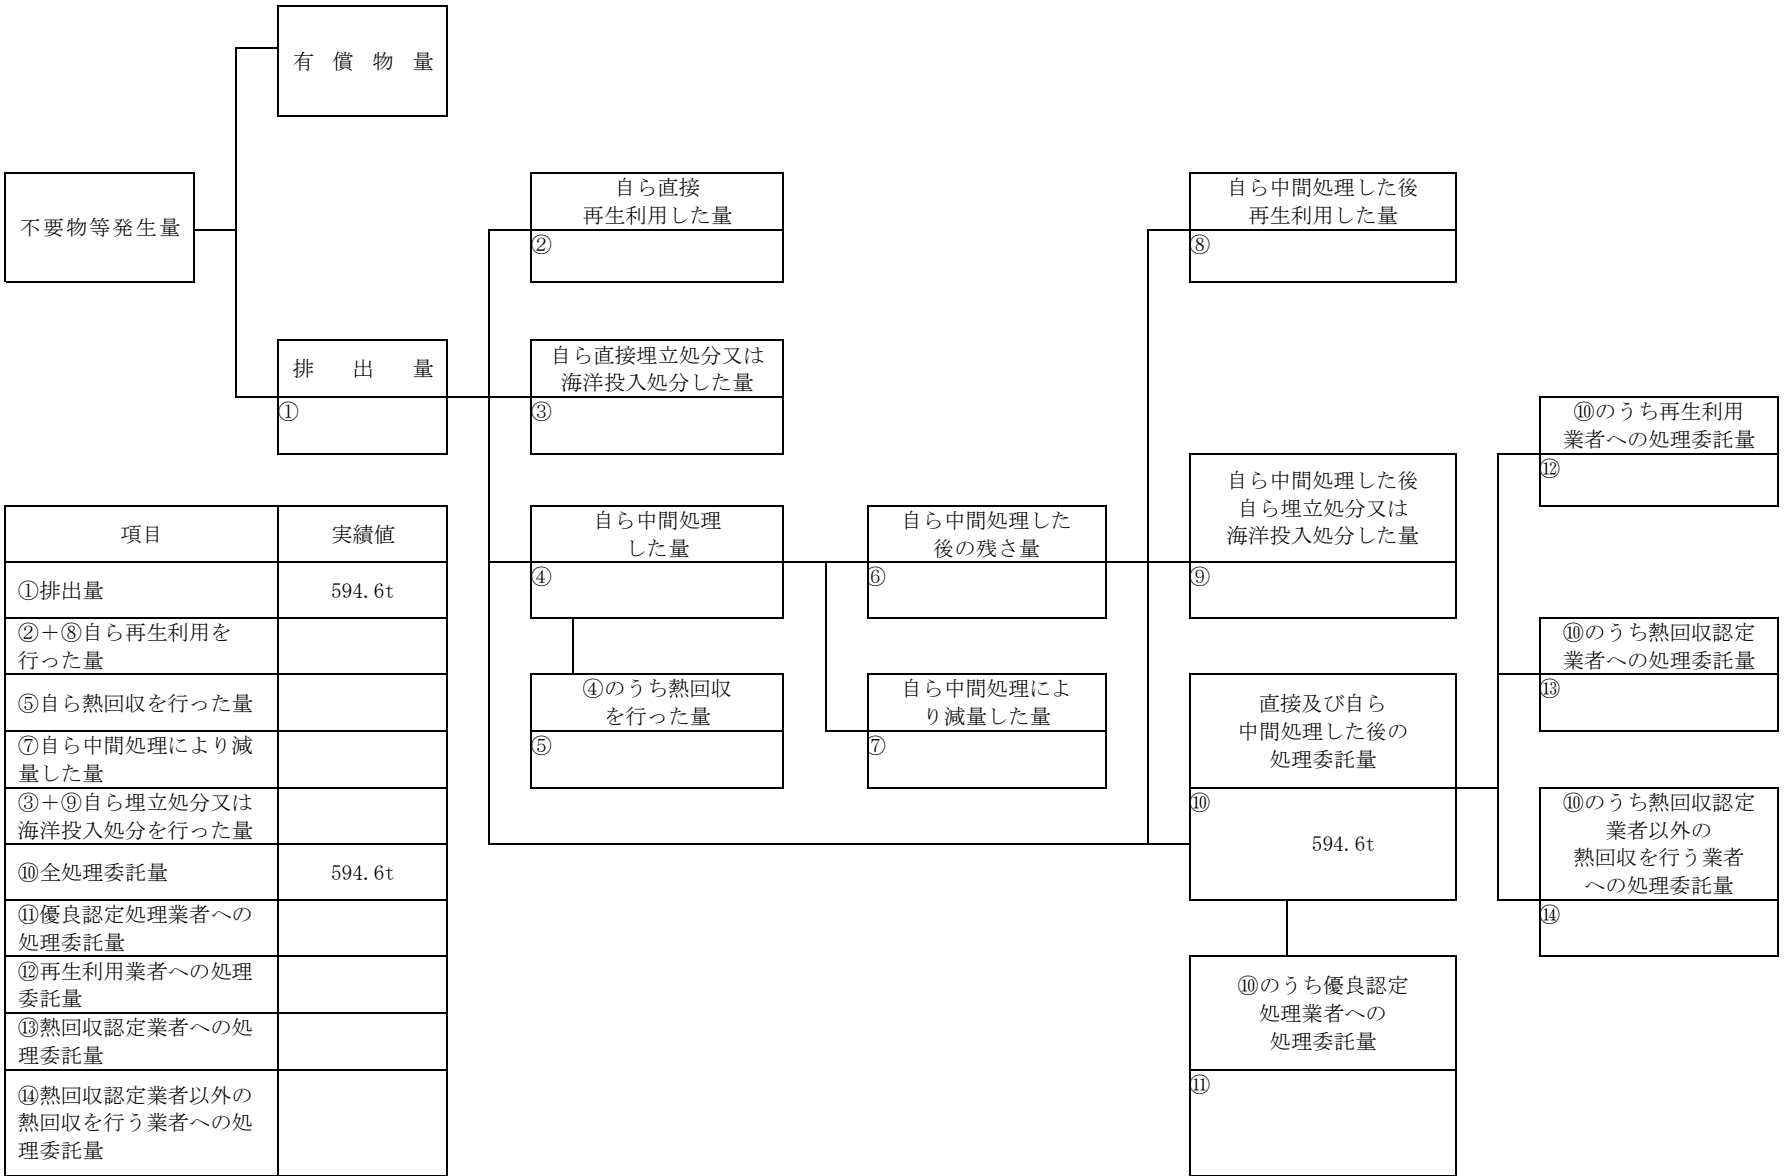 有償物量
不要物等発生量
排出量
①
自ら直接
再生利用した量
②
自ら直接埋立処分又は
海洋投入処分した量
③
自ら中間処理
した量
④
④のうち熱回収
を行った量
⑤
自ら中間処理した
後の残さ量
⑥
自ら中間処理によ
り減量した量
⑦
自ら中間処理した後
再生利用した量
⑧
自ら中間処理した後
自ら埋立処分又は
海洋投入処分した量
⑨
直接及び自ら
中間処理した後の
処理委託量
⑩
594.6t
⑩のうち優良認定
処理業者への
処理委託量
⑪
⑩のうち再生利用
業者への処理委託量
⑫
⑩のうち熱回収認定
業者への処理委託量
⑬
⑩のうち熱回収認定
業者以外の
熱回収を行う業者
への処理委託量
⑭
項目 実績値
①排出量 594.6t
②＋⑧自ら再生利用を
行った量
⑤自ら熱回収を行った量
⑦自ら中間処理により減
量した量
③＋⑨自ら埋立処分又は
海洋投入処分を行った量
⑩全処理委託量 594.6t
⑪優良認定処理業者への
処理委託量
⑫再生利用業者への処理
委託量
⑬熱回収認定業者への処
理委託量
⑭熱回収認定業者以外の
熱回収を行う業者への処
理委託量